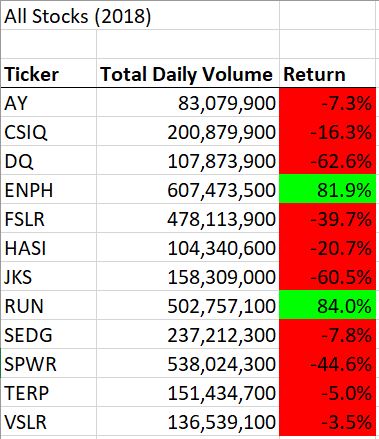 All Stocks (2018)
Ticker Total Daily Volume Return
AY 83,079,900 -7.3%
CSIQ 200,879,900 -16.3%
DQ 107,873,900 -62.6%
ENPH 607,473,500 81.9%
FSLR 478,113,900 -39.7%
HASI 104,340,600 -20.7%
JKS 158,309,000 -60.5%
RUN 502,757,100 84.0%
SEDG 237,212,300 -7.8%
SPWR 538,024,300 -44.6%
TERP 151,434,700 -5.0%
VSLR 136,539,100 -3.5%